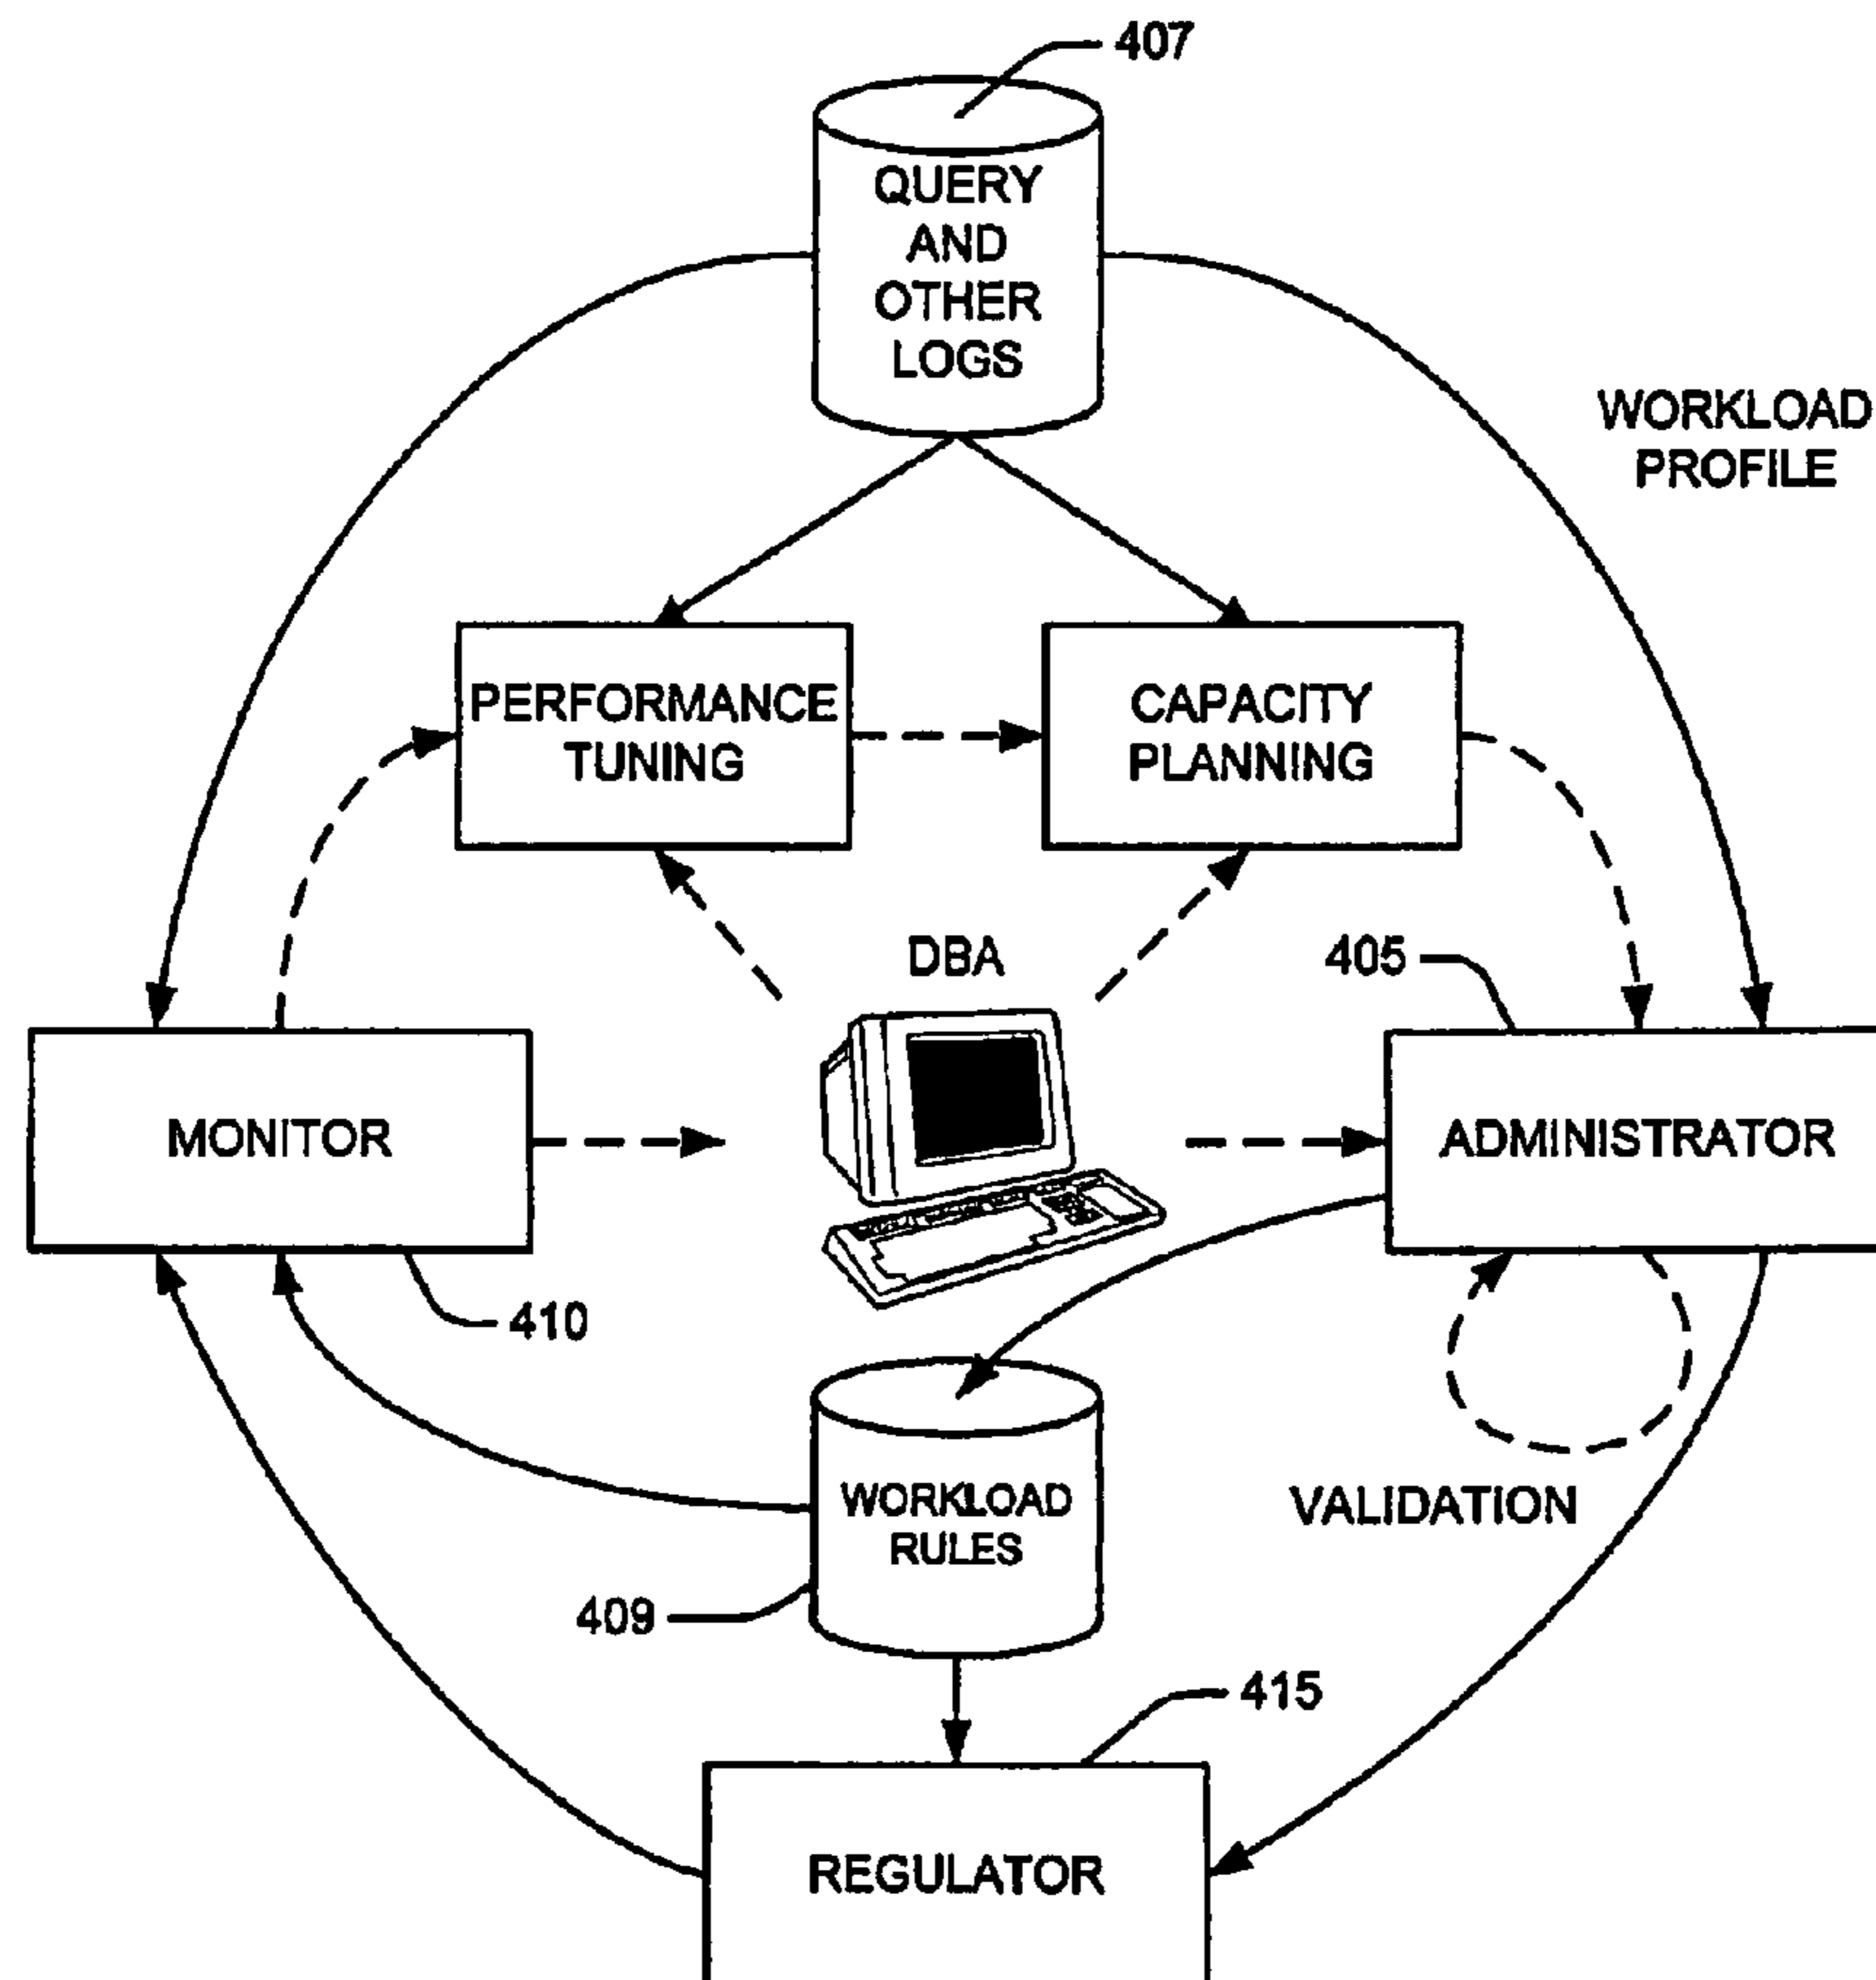 407
QUERY
AND
OTHER
LOGS
WORKLOAD
PROFILE
PERFORMANCE
TUNING
CAPACITY
PLANNING
DBA
405
MONITOR
ADMINISTRATOR
410
WORKLOAD
RULES
VALIDATION
409
415
REGULATOR